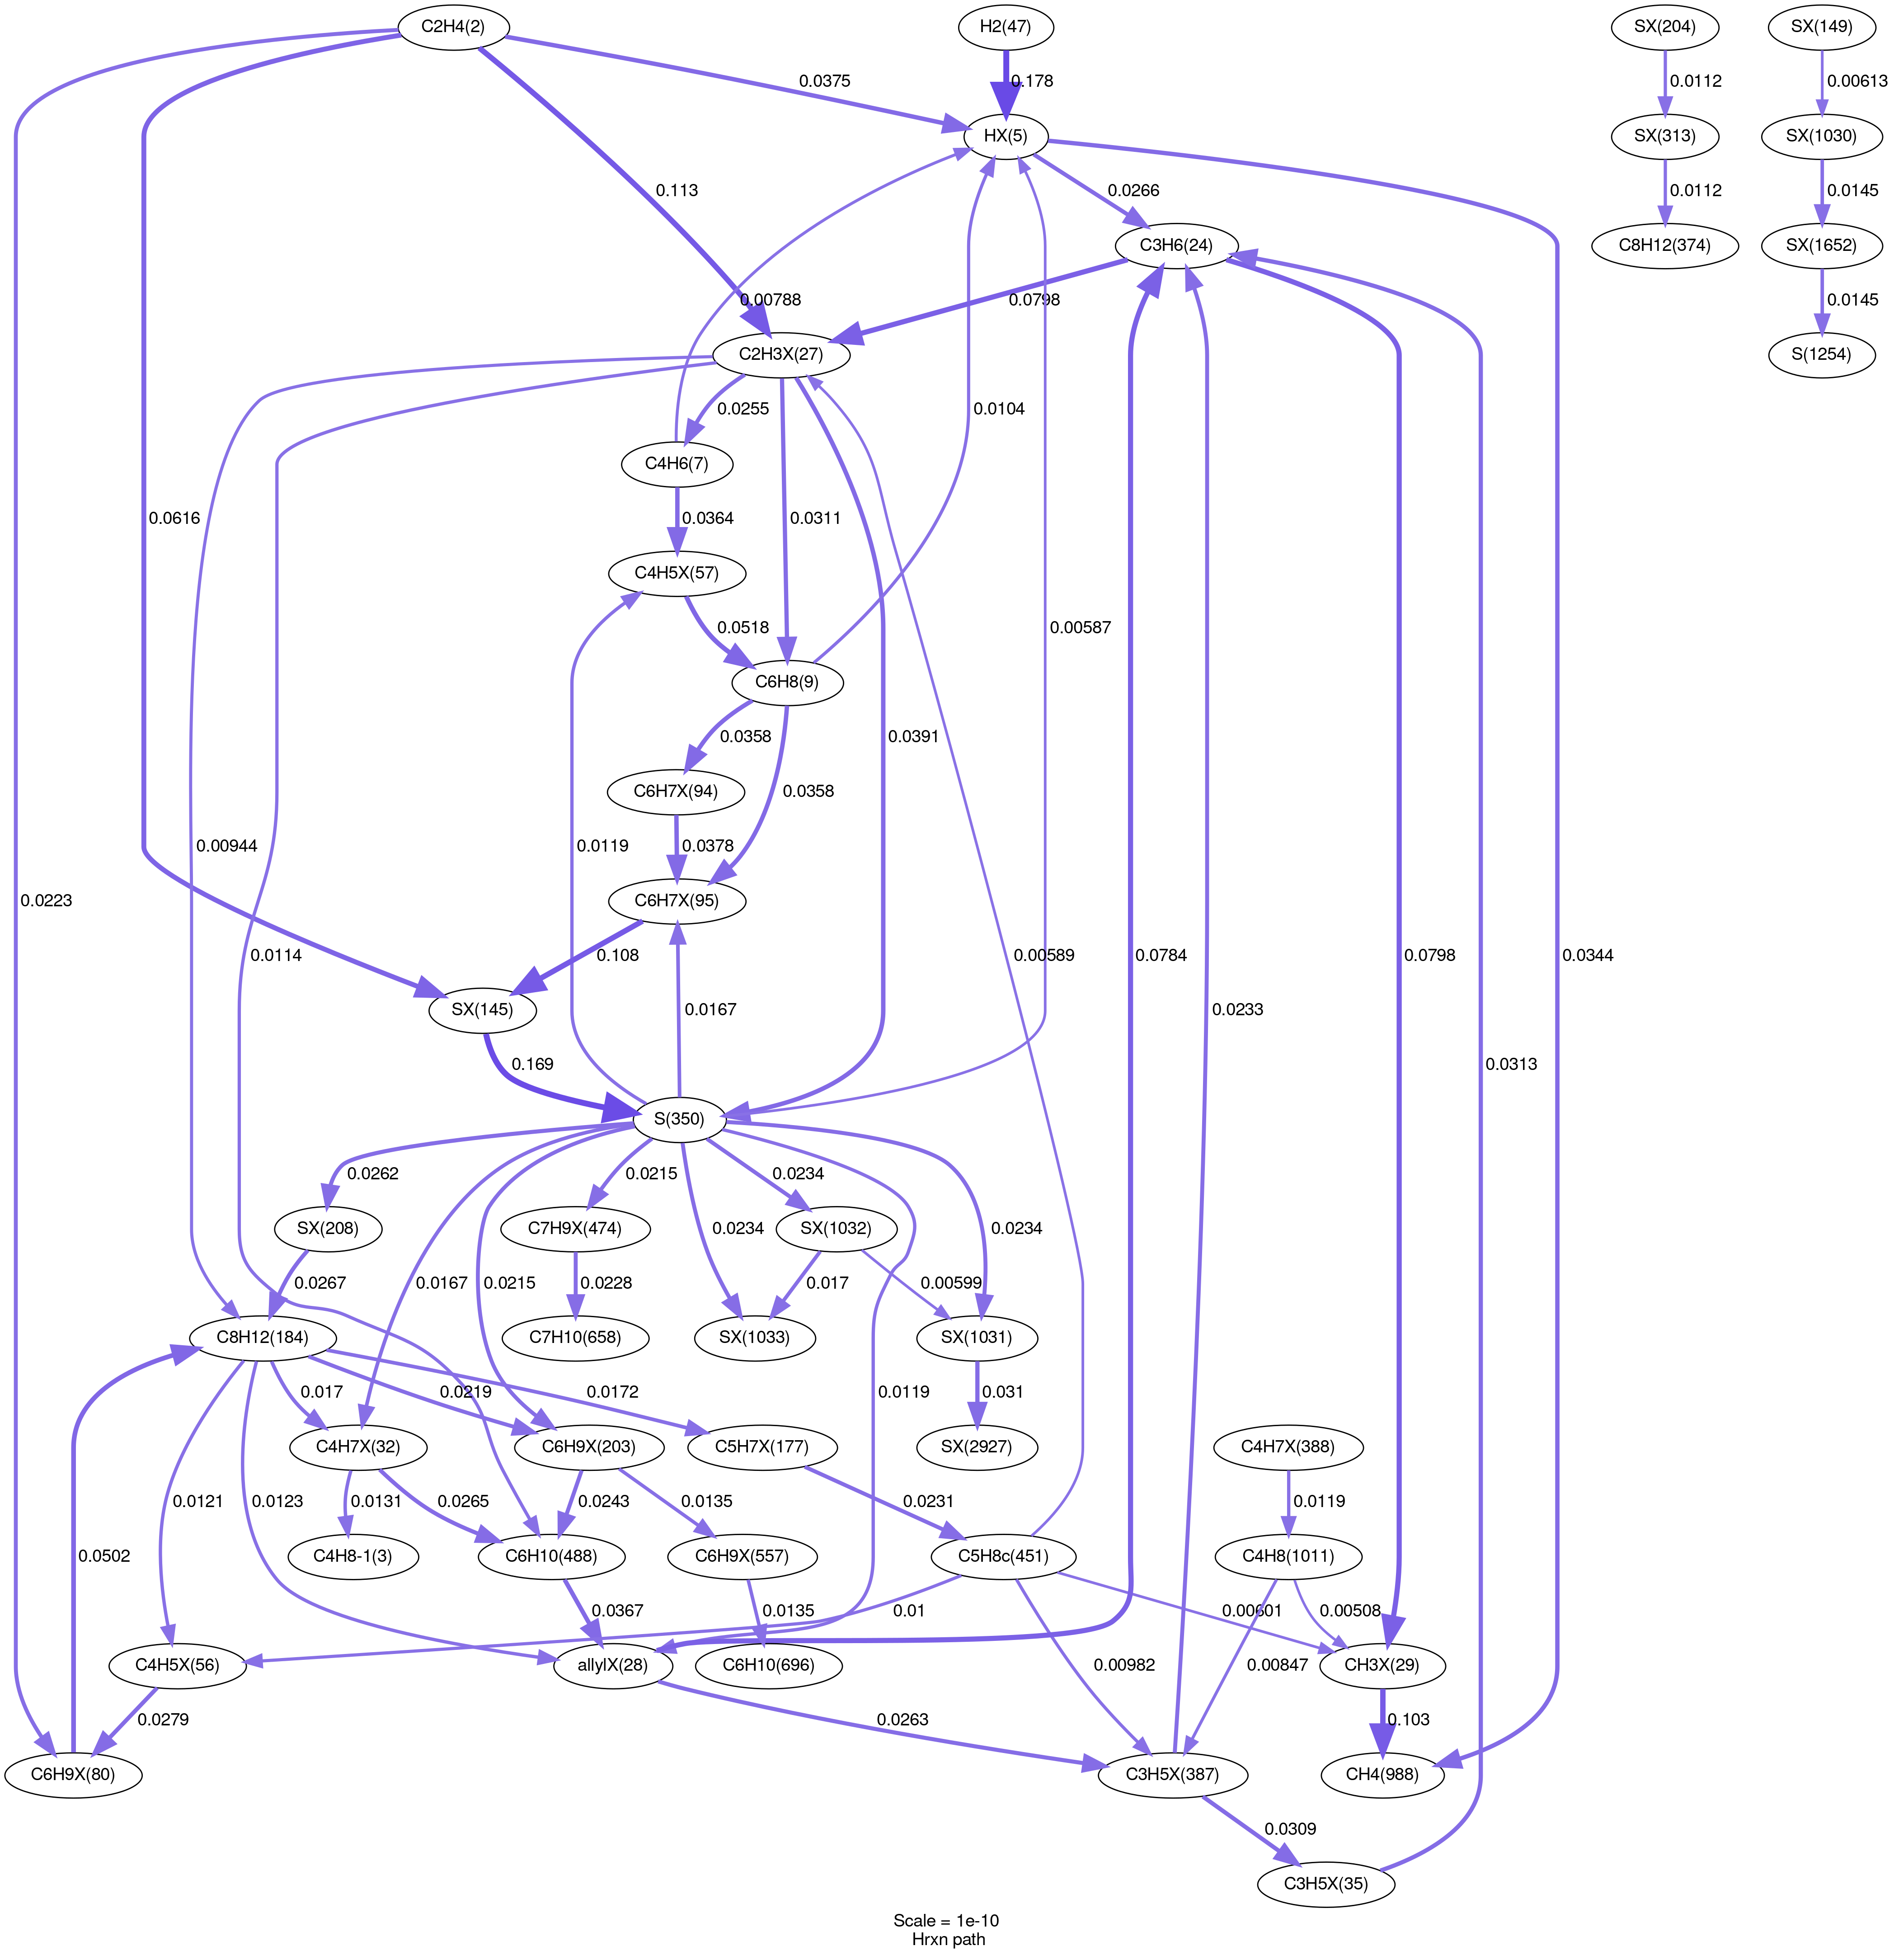 C2H4(2)
H2(47)
SX(204)
SX(149)
0.0375
0.178
0.0112
0.00613
HX(5)
SX(313)
SX(1030)
0.113
0.0266
0.0112
0.0145
C3H6(24)
C8H12(374)
SX(1652)
0.00788
0.0798
0.0145
C2H3X(27)
S(1254)
0.0255
0.0104
C4H6(7)
0.0616
0.0364
0.0311
C4H5X(57)
0.0518
0.00587
C6H8(9)
0.0358
0.0391
C6H7X(94)
0.0358
0.00944
0.0119
0.0378
C6H7X(95)
0.0223
0.0114
0.108
0.00589
0.0784
0.0798
0.0344
SX(145)
0.0167
0.0233
0.169
0.0313
S(350)
0.0262
0.0215
0.0234
SX(208)
C7H9X(474)
0.0234
SX(1032)
0.0234
0.0267
0.0167
0.0215
0.0228
0.017
0.00599
C8H12(184)
C7H10(658)
SX(1033)
SX(1031)
0.017
0.0219
0.0172
0.0119
0.031
C4H7X(32)
C6H9X(203)
C5H7X(177)
SX(2927)
C4H7X(388)
0.0121
0.0123
0.0131
0.0265
0.0243
0.0135
0.0231
0.0119
0.0502
C4H8-1(3)
C6H10(488)
C6H9X(557)
C5H8c(451)
C4H8(1011)
0.0367
0.0135
0.01
0.00601
0.00508
C4H5X(56)
allylX(28)
C6H10(696)
0.00982
0.00847
CH3X(29)
0.0279
0.0263
0.103
C6H9X(80)
C3H5X(387)
CH4(988)
0.0309
C3H5X(35)
Scale = 1e-10
Hrxn path